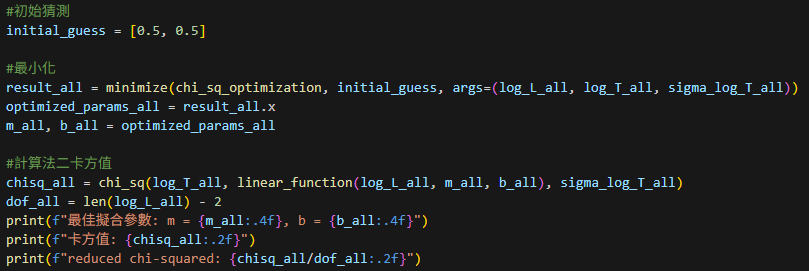 #初始猜測
initial_guess = [0.5, 0.5]
#最小化
result_all = minimize(chi_sq_optimization, initial_guess, args=(log_L_all, log_T_all, sigma_log_T_all))
optimized_params_all = result_all.x
m_all, b_all = optimized_params_all
#計算法二卡方值
chisq_all = chi_sq(log_T_all, linear_function(log_L_all, m_all, b_all), sigma_log_T_all)
dof_all = len(log_L_all) - 2
print(f"最佳擬合參數: m = {m_all:.4f}, b = {b_all:.4f}")
print(f"卡方值: {chisq_all:.2f}")
print(f"reduced chi-squared: {chisq_all/dof_all:.2f}")